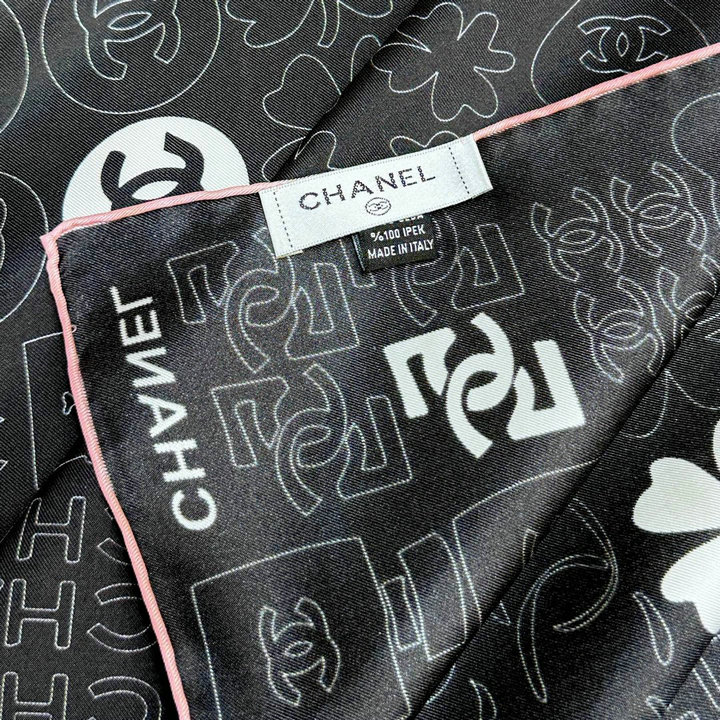 CHANEL
%100 IPEK
MADE IN ITALY
CHANEL
H
H
H